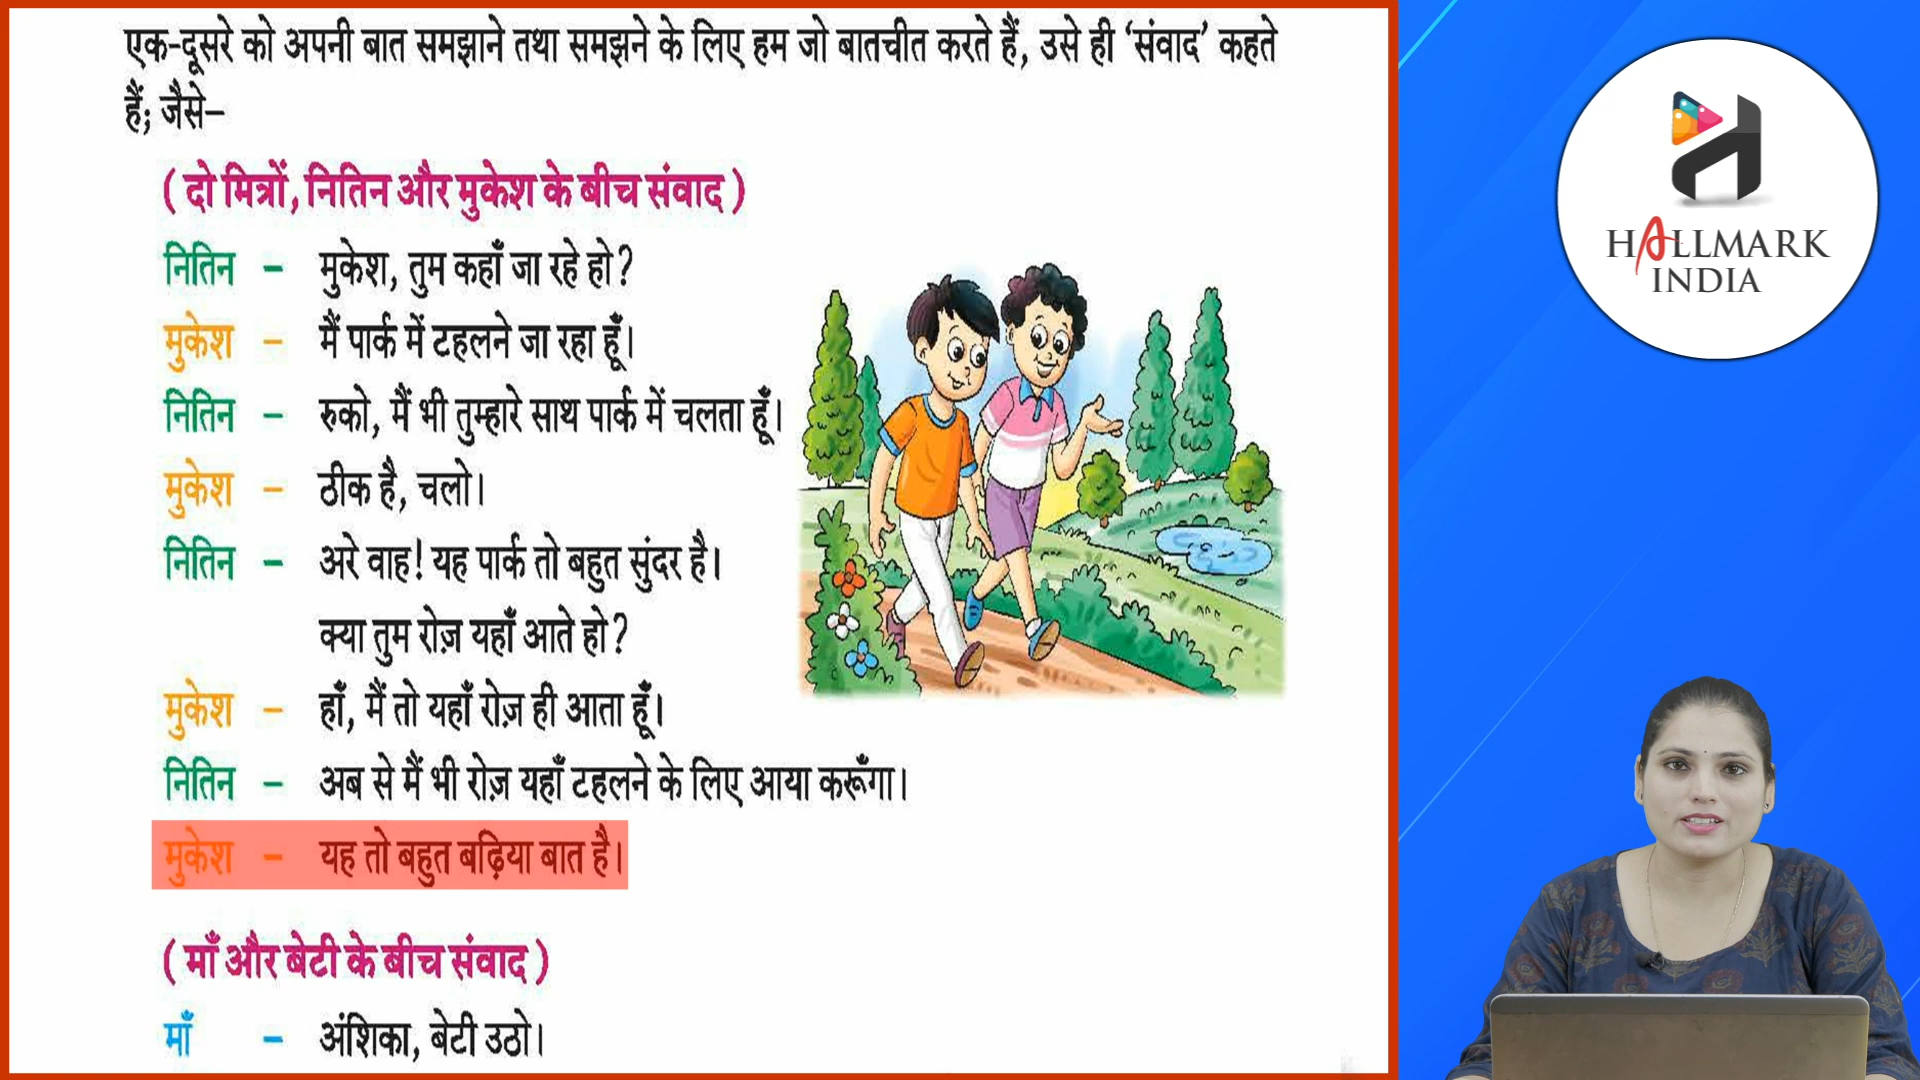 एक-दूसरे को अपनी बात समझाने तथा समझने के लिए हम जो बातचीत करते हैं, उसे ही ‘संवाद’ कहते
हैं; जैसे–
( दो मित्रों, नितिन और मुकेश के बीच संवाद )
नितिन – मुकेश, तुम कहाँ जा रहे हो?
मुकेश – मैं पार्क में टहलने जा रहा हूँ।
नितिन – रुको, मैं भी तुम्हारे साथ पार्क में चलता हूँ।
मुकेश – ठीक है, चलो।
नितिन – अरे वाह! यह पार्क तो बहुत सुंदर है।
क्या तुम रोज़ यहाँ आते हो?
मुकेश – हाँ, मैं तो यहाँ रोज़ ही आता हूँ।
नितिन – अब से मैं भी रोज़ यहाँ टहलने के लिए आया करूँगा।
मुकेश – यह तो बहुत बढ़िया बात है।
( माँ और बेटी के बीच संवाद )
माँ – अंशिका, बेटी उठो।
HALLMARK
INDIA